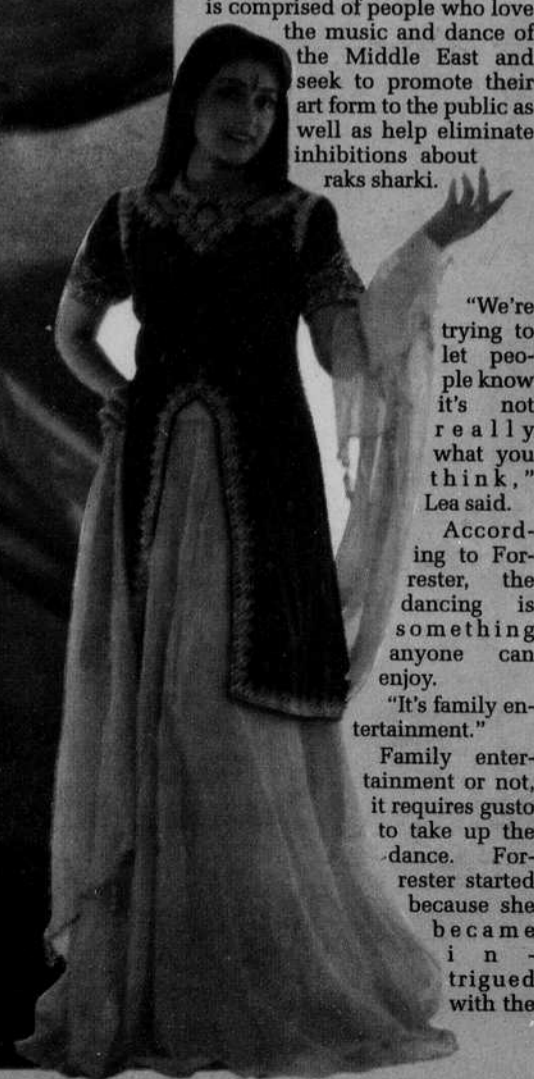 is comprised of people who love
the music and dance of
the Middle East and
seek to promote their
art form to the public as
well as help eliminate
inhibitions about
raks sharki.
“We’re
trying to
let peo-
ple know
it’s not
really
what you
think,”
Lea said.
Accord-
ing to For-
rester, the
dancing is
something
anyone can
enjoy.
“It’s family en-
tertainment.”
Family enter-
tainment or not,
it requires gusto
to take up the
dance. For-
rester started
because she
became
in-
trigued
with the